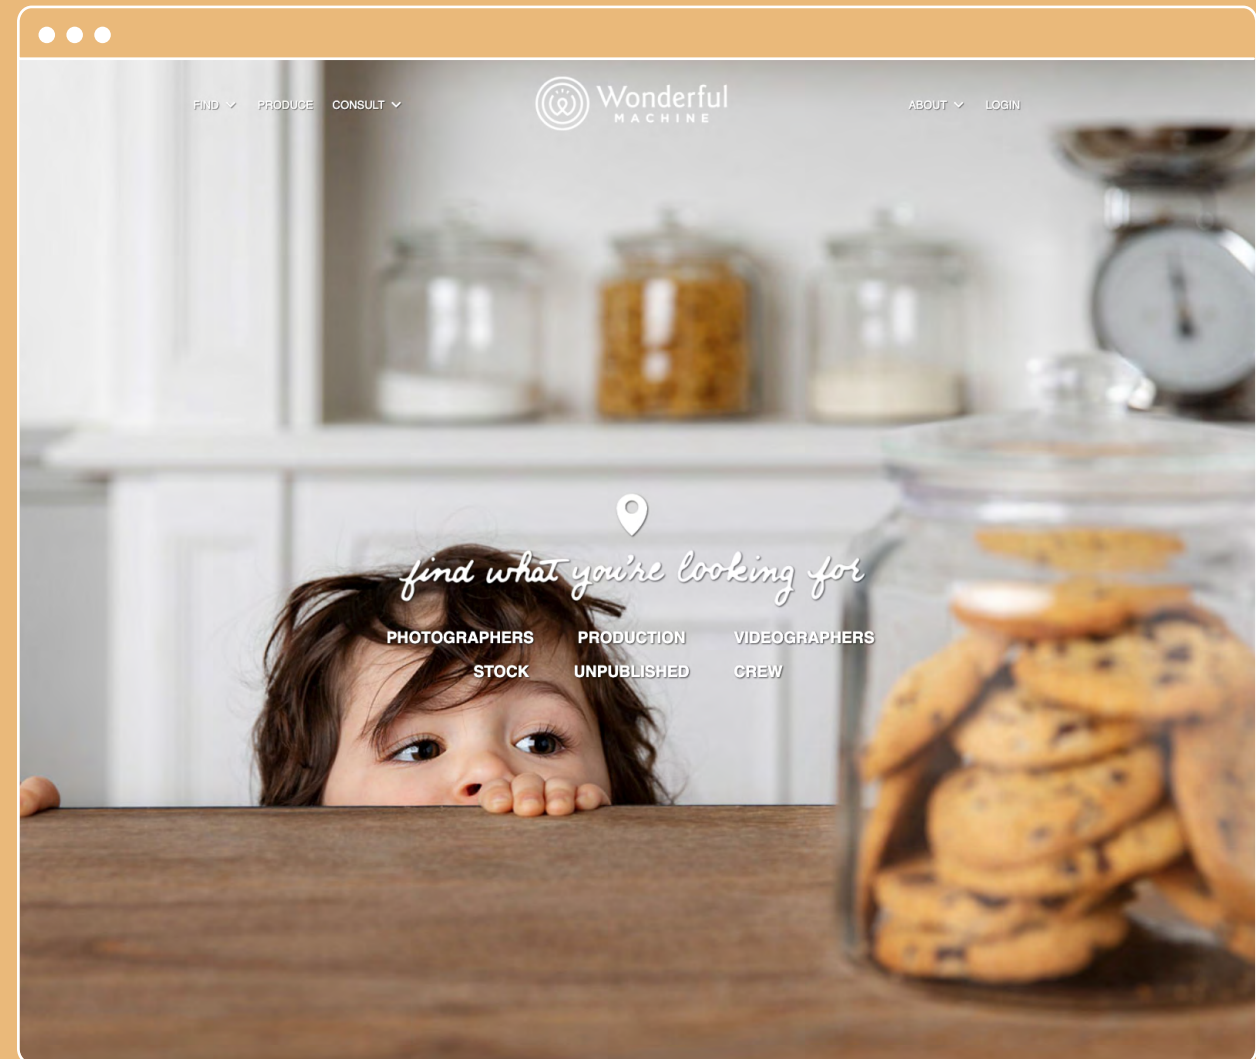 FIND PRODUCE CONSULT
Wonderful
MACHINE
ABOUT LOGIN
find what you're looking for
PHOTOGRAPHERS PRODUCTION VIDEOGRAPHERS
STOCK UNPUBLISHED CREW